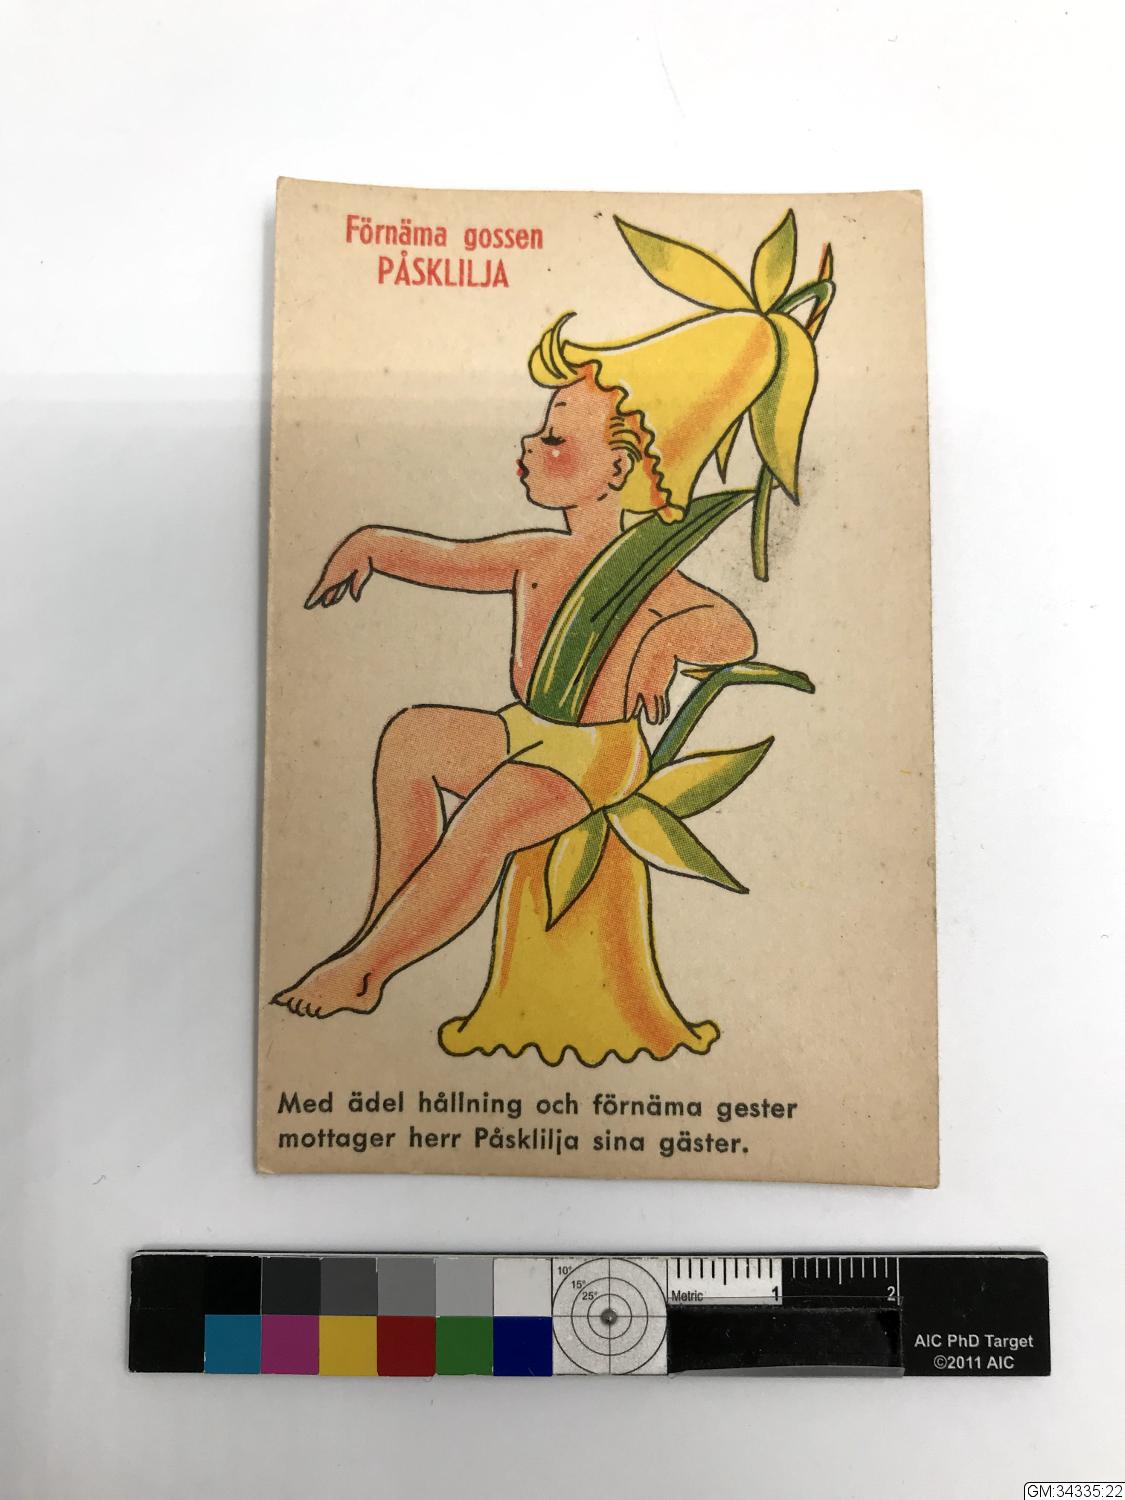 Förnäma gossen
PÅSKLILJA
Med ädel hållning och förnäma gester
mottager herr Påsklilja sina gäster.
10°
15°
25°
Metric
1
2
AIC PhD Target
©2011 AIC
GM:34335:22